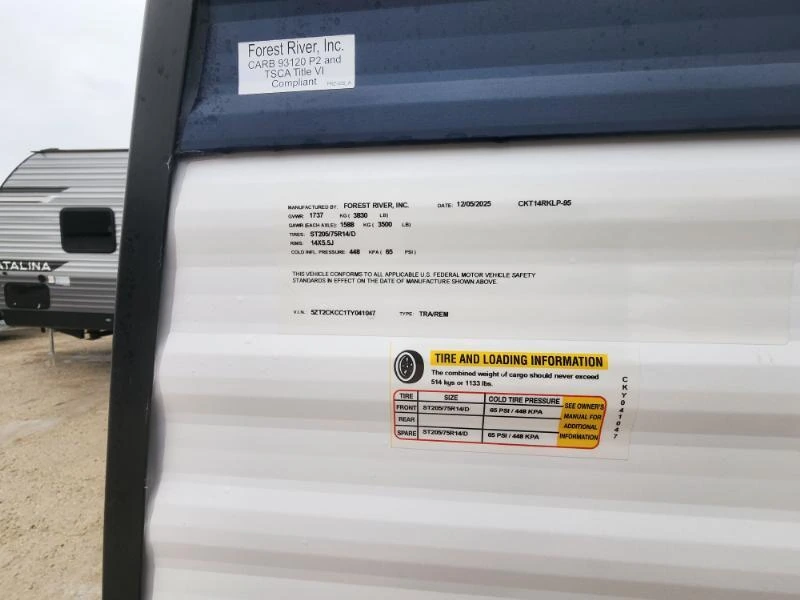 Forest River, Inc.
CARB 93120 P2 and
TSCA Title VI
Compliant
MANUFACTURED BY: FOREST RIVER, INC. DATE: 12/05/2025 CKT14RKLP-95
GVWR: 1737 KG ( 3830 LB)
GAWR (EACH AXLE): 1588 KG ( 3500 LB)
TIRES: ST205/75R14/D
RIMS: 14X5.5J
COLD INFL. PRESSURE: 448 KPA ( 65 PSI )
THIS VEHICLE CONFORMS TO ALL APPLICABLE U.S. FEDERAL MOTOR VEHICLE SAFETY
STANDARDS IN EFFECT ON THE DATE OF MANUFACTURE SHOWN ABOVE.
V.I.N.: 5ZT2CKCC1TY041047 TYPE: TRA/REM
ATALINA
TIRE AND LOADING INFORMATION
The combined weight of cargo should never exceed
514 kgs or 1133 lbs.
TIRE SIZE COLD TIRE PRESSURE
FRONT ST205/75R14/D 65 PSI / 448 KPA
REAR
SPARE ST205/75R14/D 65 PSI / 448 KPA
SEE OWNER'S
MANUAL FOR
ADDITIONAL
INFORMATION
CKY041047